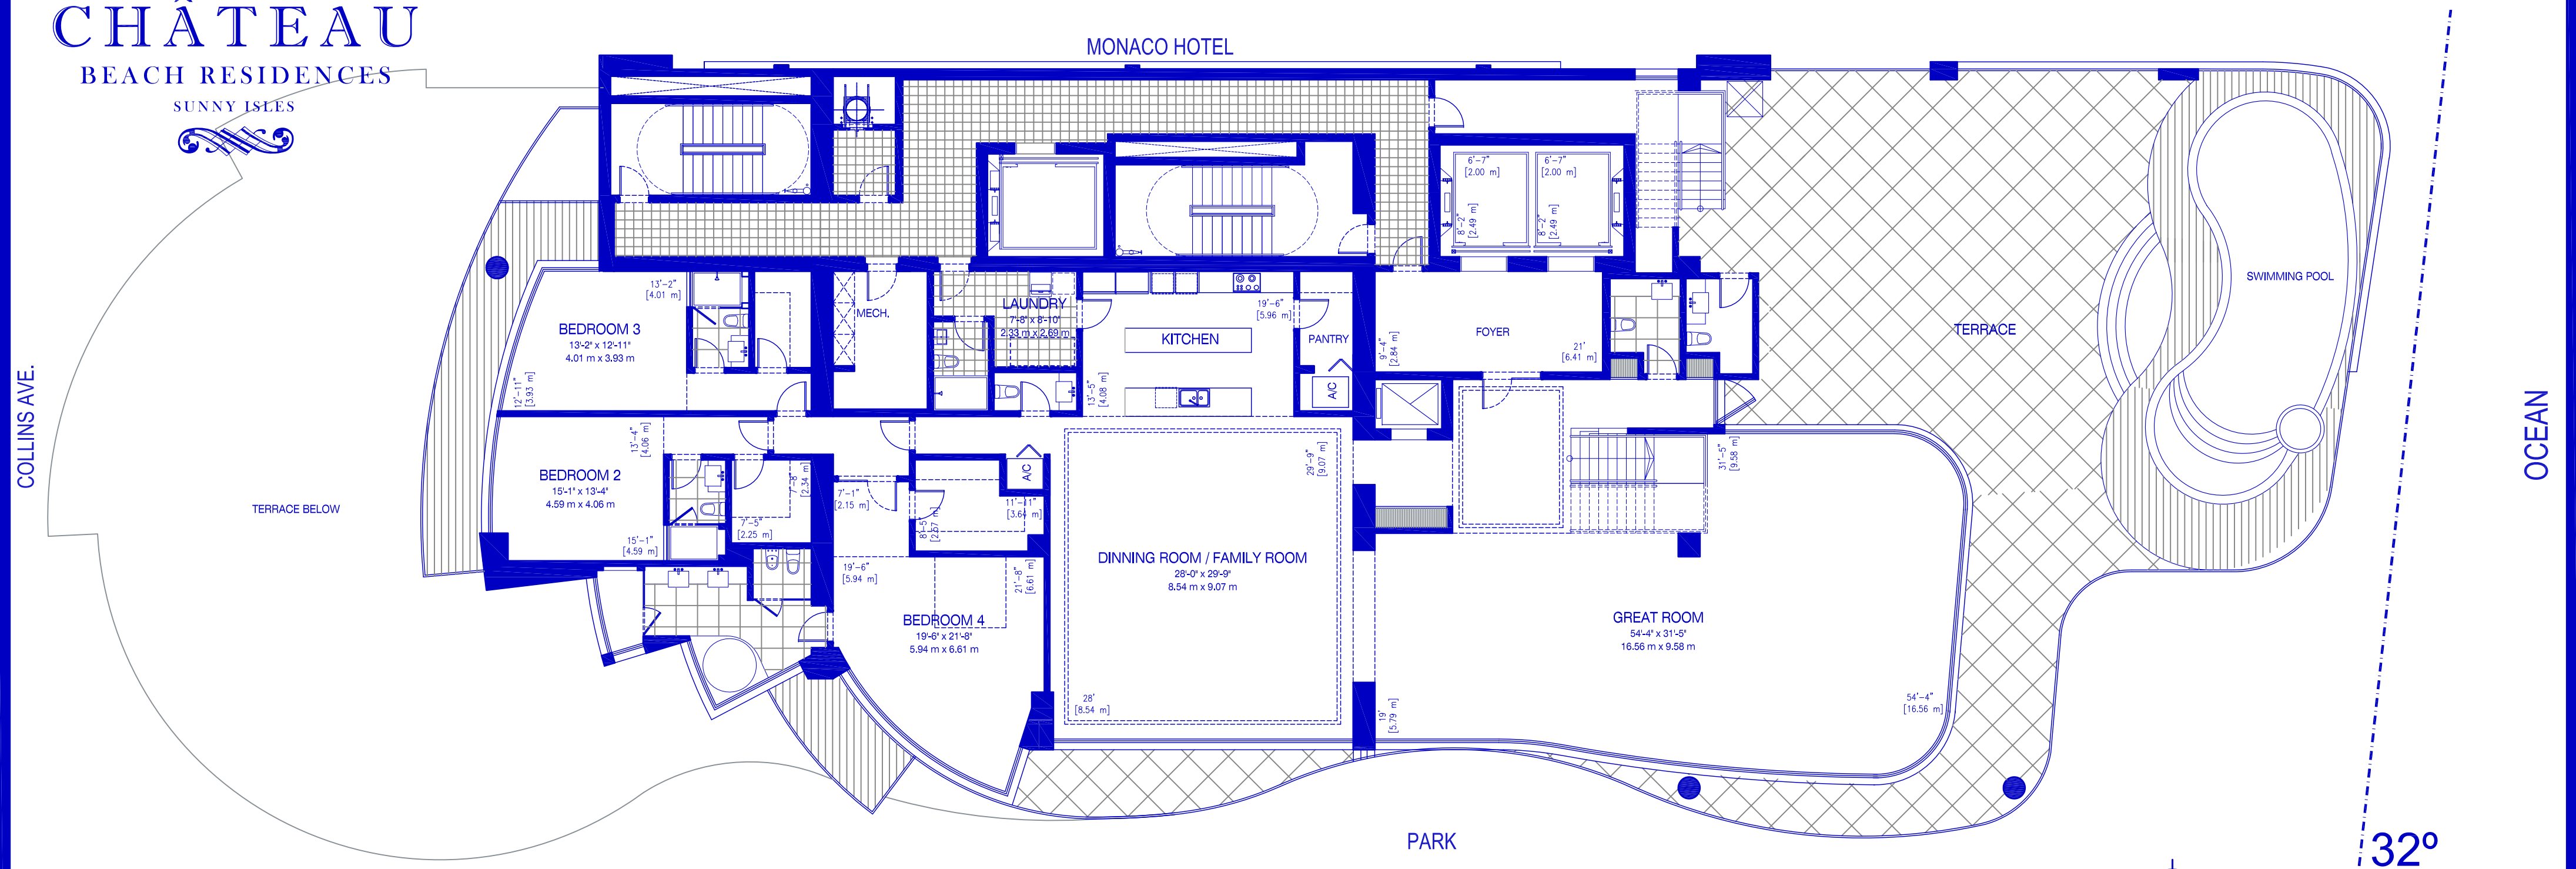 CHÂTEAU
BEACH RESIDENCES
SUNNY ISLES
MONACO HOTEL
6'-7"
[2.00 m]
6'-7"
[2.00 m]
8'-2"
[2.49 m]
8'-2"
[2.49 m]
SWIMMING POOL
TERRACE
13'-2"
[4.01 m]
BEDROOM 3
13'-2" x 12'-11"
4.01 m x 3.93 m
12'-11"
[3.93 m]
MECH.
LAUNDRY
7'-8" x 8'-10"
2.33 m x 2.69 m
KITCHEN
19'-6"
[5.96 m]
13'-5"
[4.08 m]
PANTRY
A/C
FOYER
9'-4"
[2.84 m]
21'
[6.41 m]
COLLINS AVE.
OCEAN
TERRACE BELOW
BEDROOM 2
15'-1" x 13'-4"
4.59 m x 4.06 m
13'-4"
[4.06 m]
15'-1"
[4.59 m]
7'-8"
[2.34 m]
7'-5"
[2.25 m]
7'-1"
[2.15 m]
8'-5"
[2.57 m]
11'-11"
[3.64 m]
A/C
29'-9"
[9.07 m]
31'-5"
[9.58 m]
19'-6"
[5.94 m]
21'-8"
[6.61 m]
BEDROOM 4
19'-6" x 21'-8"
5.94 m x 6.61 m
DINNING ROOM / FAMILY ROOM
28'-0" x 29'-9"
8.54 m x 9.07 m
28'
[8.54 m]
GREAT ROOM
54'-4" x 31'-5"
16.56 m x 9.58 m
19'
[5.79 m]
54'-4"
[16.56 m]
PARK
32º